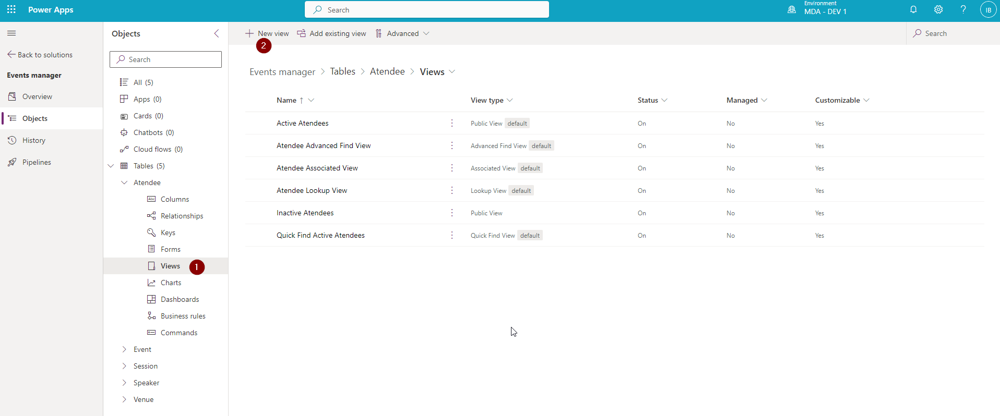 Power Apps
Search
Environment
MDA - DEV 1
?
IB
Back to solutions
Events manager
Overview
Objects
History
Pipelines
Objects
Search
All (5)
Apps (0)
Cards (0)
Chatbots (0)
Cloud flows (0)
Tables (5)
Atendee
Abc Columns
Relationships
Keys
Forms
Views 1
Charts
Dashboards
Business rules
Commands
Event
Session
Speaker
Venue
New view Add existing view Advanced
2
Search
Events manager > Tables > Atendee > Views
Name ↑ View type Status Managed Customizable
Active Atendees Public View default On No Yes
Atendee Advanced Find View Advanced Find View default On No Yes
Atendee Associated View Associated View default On No Yes
Atendee Lookup View Lookup View default On No Yes
Inactive Atendees Public View On No Yes
Quick Find Active Atendees Quick Find View default On No Yes